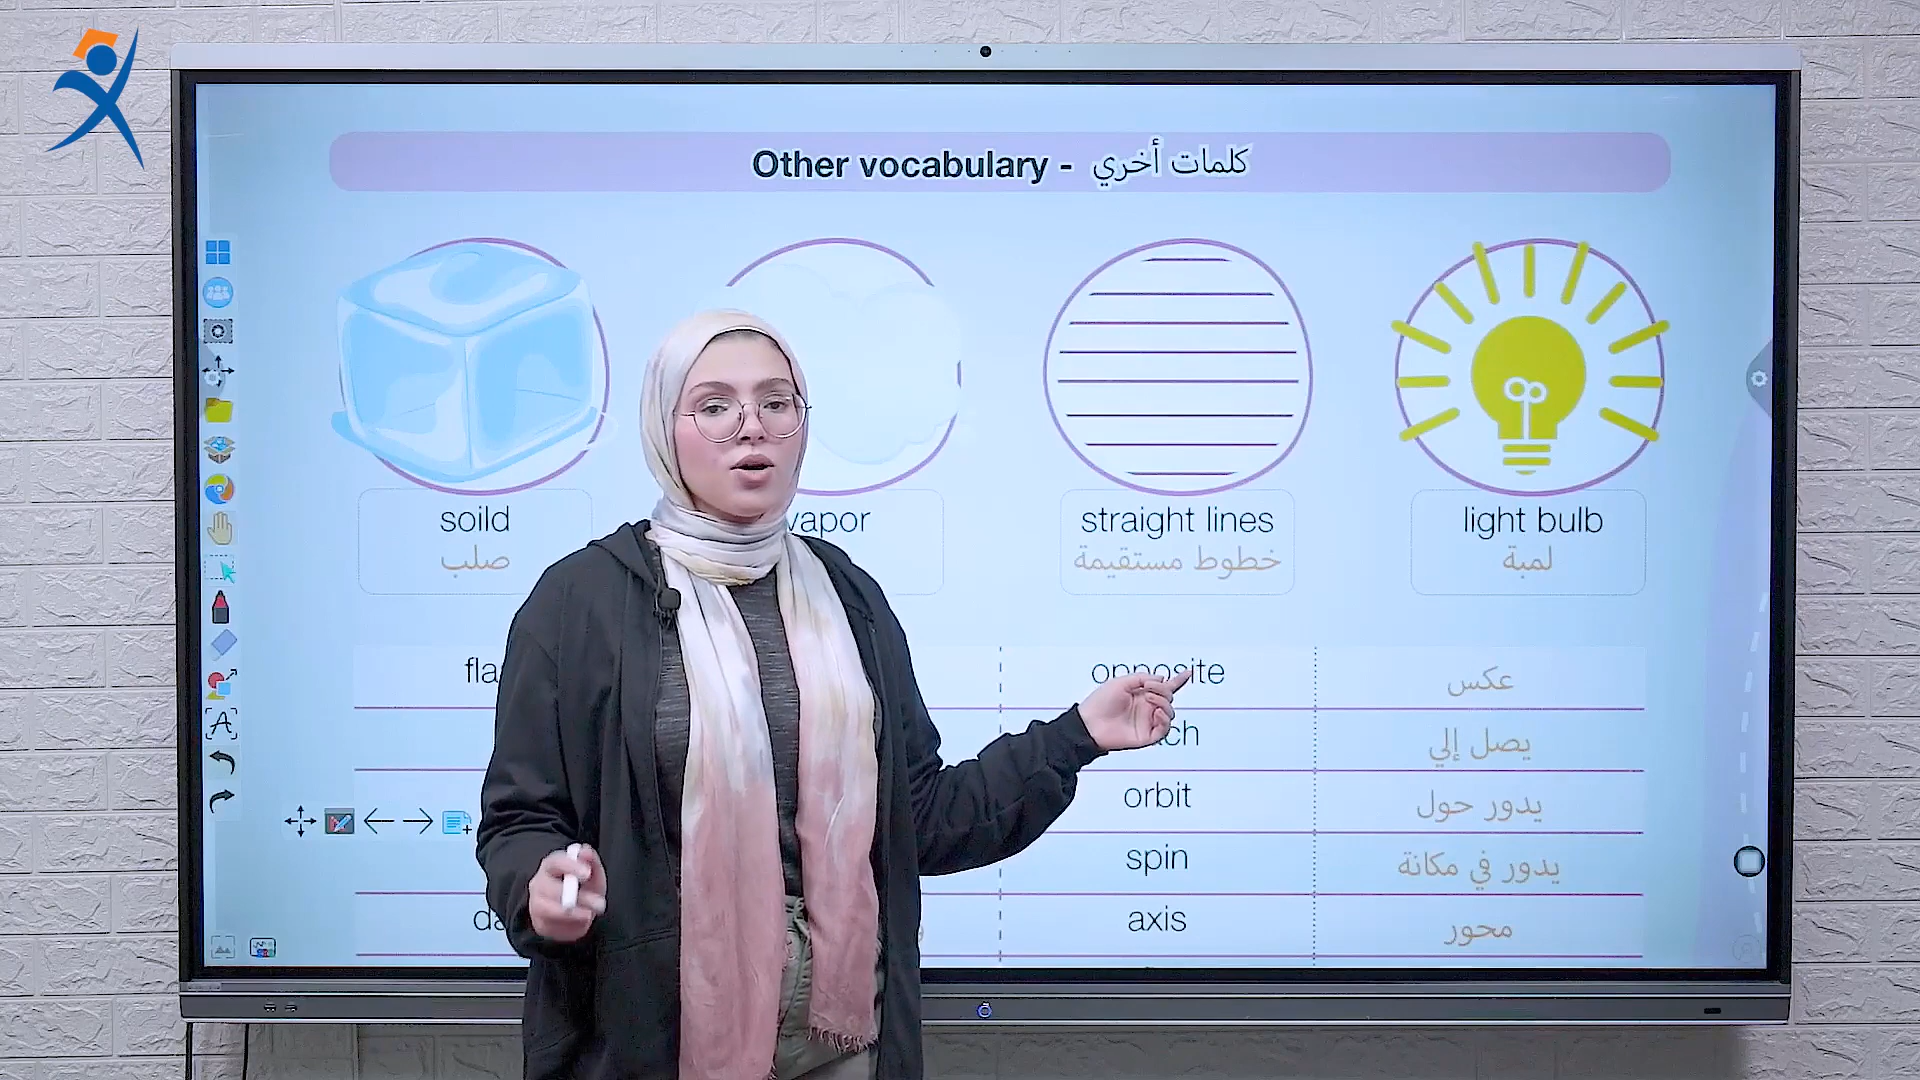 Other vocabulary - كلمات أخري
soild
صلب
vapor
straight lines
خطوط مستقيمة
light bulb
لمبة
opposite
عكس
يصل إلي
orbit
يدور حول
spin
يدور في مكانة
axis
محور